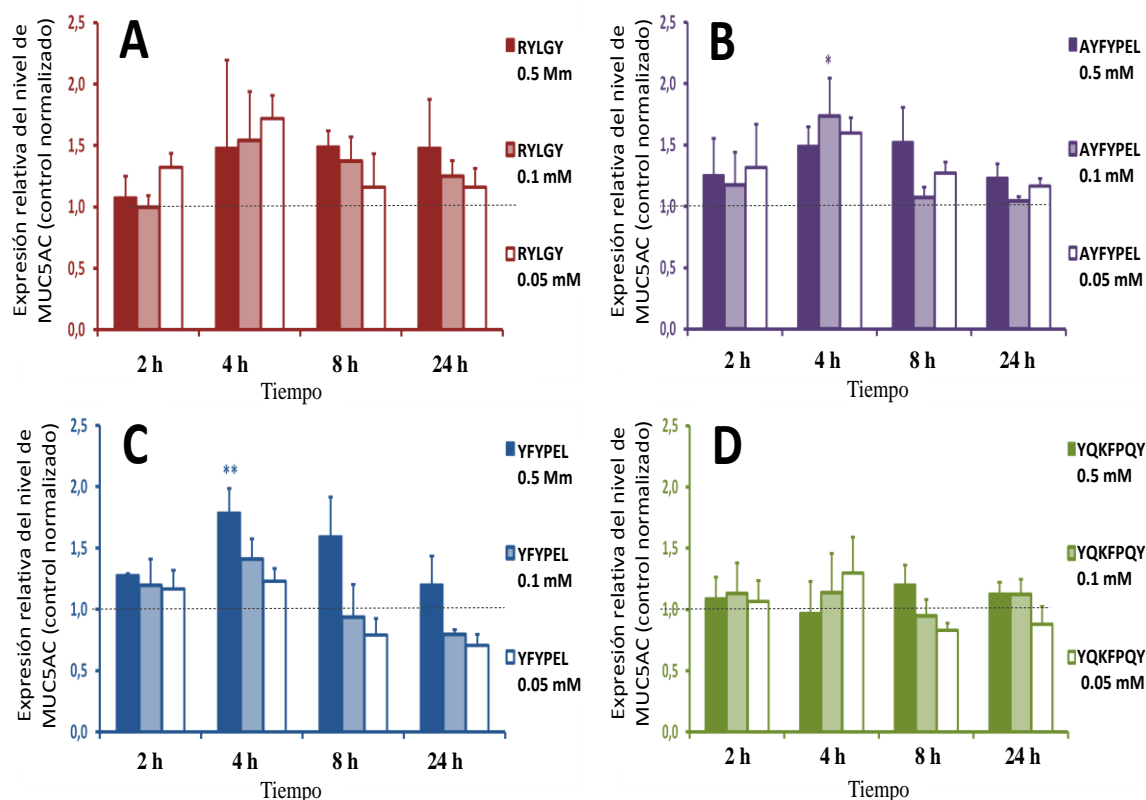 A
Expresión relativa del nivel de
MUC5AC (control normalizado)
2,5
2,0
1,5
1,0
0,5
0,0
2 h 4 h 8 h 24 h
Tiempo
RYLGY
0.5 Mm
RYLGY
0.1 mM
RYLGY
0.05 mM
B
Expresión relativa del nivel de
MUC5AC (control normalizado)
2,5
2,0
1,5
1,0
0,5
0,0
*
2 h 4 h 8 h 24 h
Tiempo
AYFYPEL
0.5 mM
AYFYPEL
0.1 mM
AYFYPEL
0.05 mM
C
Expresión relativa del nivel de
MUC5AC (control normalizado)
2,5
2,0
1,5
1,0
0,5
0,0
**
2 h 4 h 8 h 24 h
Tiempo
YFYPEL
0.5 Mm
YFYPEL
0.1 mM
YFYPEL
0.05 mM
D
Expresión relativa del nivel de
MUC5AC (control normalizado)
2,5
2,0
1,5
1,0
0,5
0,0
2 h 4 h 8 h 24 h
Tiempo
YQKFPQY
0.5 mM
YQKFPQY
0.1 mM
YQKFPQY
0.05 mM